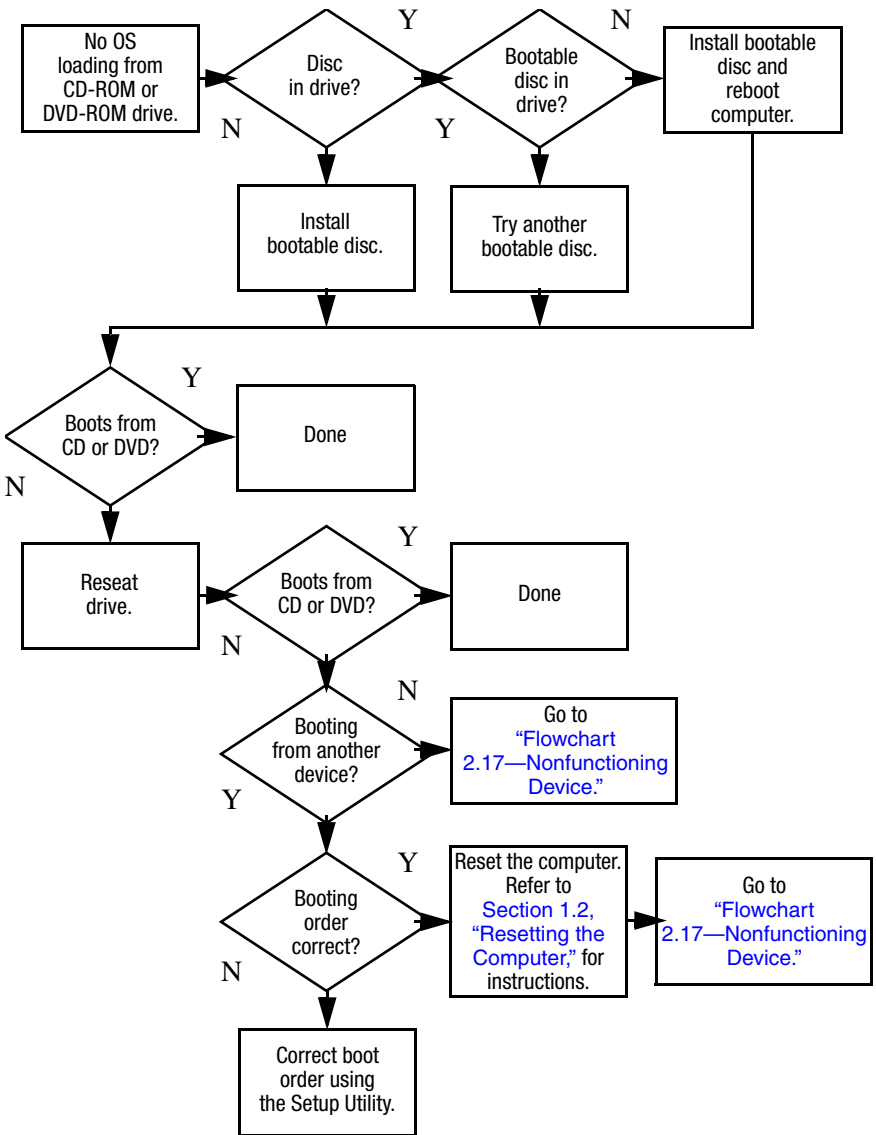 No OS
loading from
CD-ROM or
DVD-ROM drive.
Disc
in drive?
Y
N
Bootable
disc in
drive?
N
Y
Install bootable
disc and
reboot
computer.
Install
bootable disc.
Try another
bootable disc.
Boots from
CD or DVD?
Y
N
Done
Reseat
drive.
Boots from
CD or DVD?
Y
N
Done
Booting
from another
device?
N
Y
Go to
“Flowchart
2.17—Nonfunctioning
Device.”
Booting
order
correct?
Y
N
Reset the computer.
Refer to
Section 1.2,
“Resetting the
Computer,” for
instructions.
Go to
“Flowchart
2.17—Nonfunctioning
Device.”
Correct boot
order using
the Setup Utility.